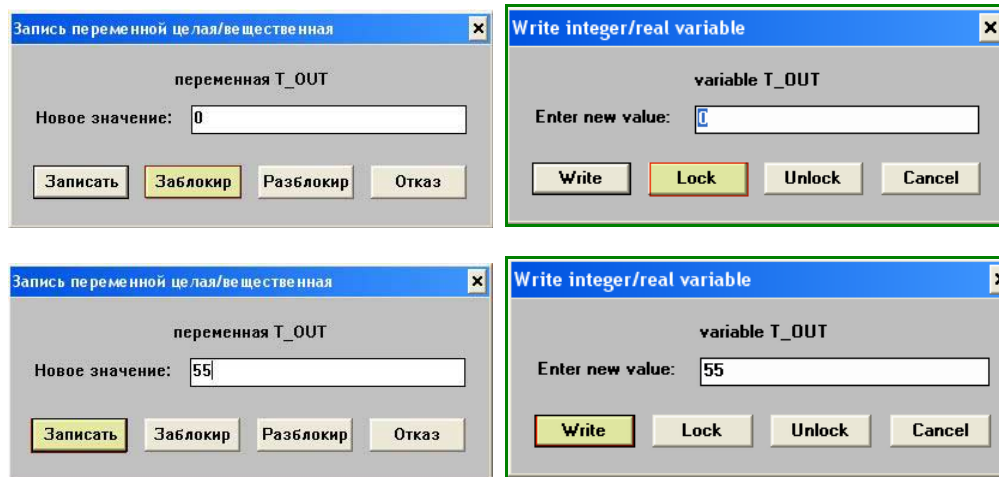 Запись переменной целая/вещественная
переменная T_OUT
Новое значение: 0
Записать Заблокир Разблокир Отказ
Write integer/real variable
variable T_OUT
Enter new value: 0
Write Lock Unlock Cancel
Запись переменной целая/вещественная
переменная T_OUT
Новое значение: 55
Записать Заблокир Разблокир Отказ
Write integer/real variable
variable T_OUT
Enter new value: 55
Write Lock Unlock Cancel